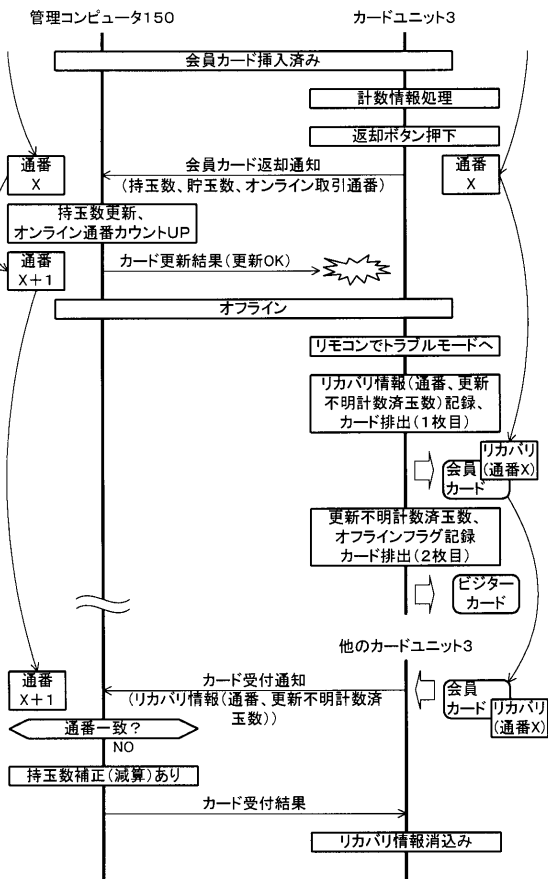 管理コンピュータ150
カードユニット3
会員カード挿入済み
計数情報処理
返却ボタン押下
通番
X
会員カード返却通知
(持玉数、貯玉数、オンライン取引通番)
通番
X
持玉数更新、
オンライン通番カウントUP
通番
X+1
カード更新結果(更新OK)
オフライン
リモコンでトラブルモードへ
リカバリ情報(通番、更新
不明計数済玉数)記録、
カード排出(1枚目)
会員
カード
リカバリ
(通番X)
更新不明計数済玉数、
オフラインフラグ記録
カード排出(2枚目)
ビジター
カード
他のカードユニット3
通番
X+1
カード受付通知
(リカバリ情報(通番、更新不明計数済
玉数))
会員
カード
リカバリ
(通番X)
通番一致?
NO
持玉数補正(減算)あり
カード受付結果
リカバリ情報消込み